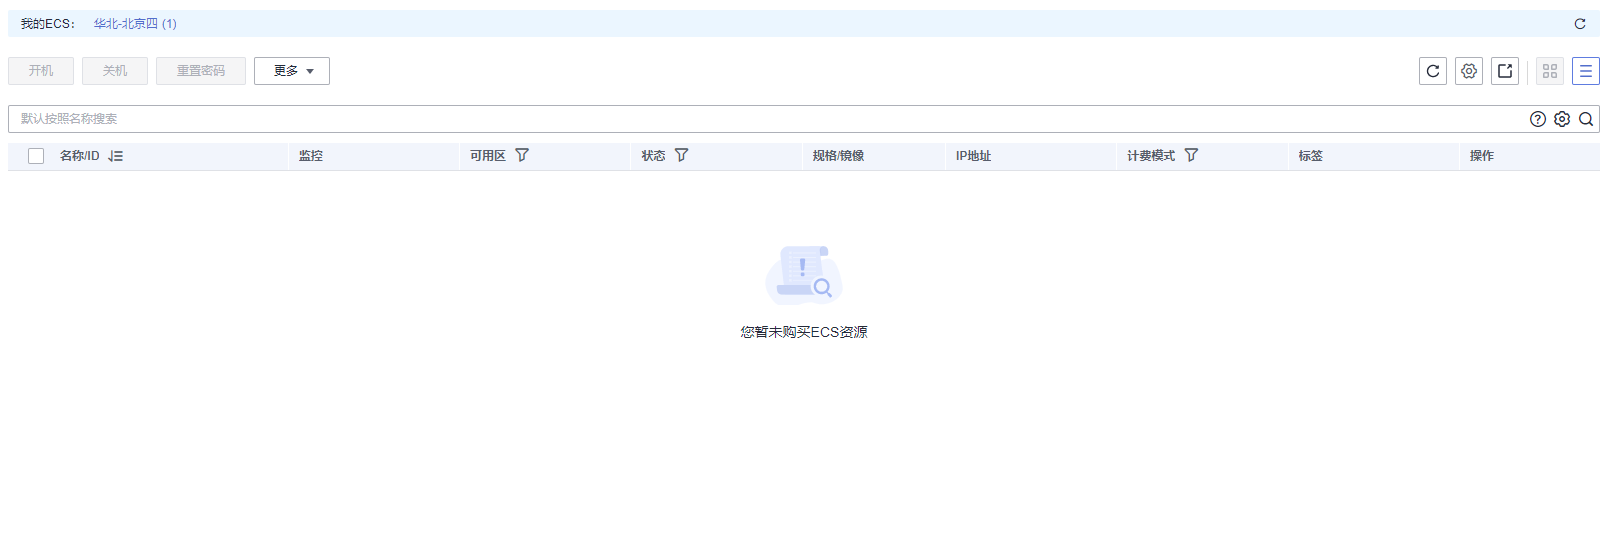 我的ECS： 华北-北京四 (1)
开机 关机 重置密码 更多
默认按照名称搜索
名称/ID 监控 可用区 状态 规格/镜像 IP地址 计费模式 标签 操作
您暂未购买ECS资源